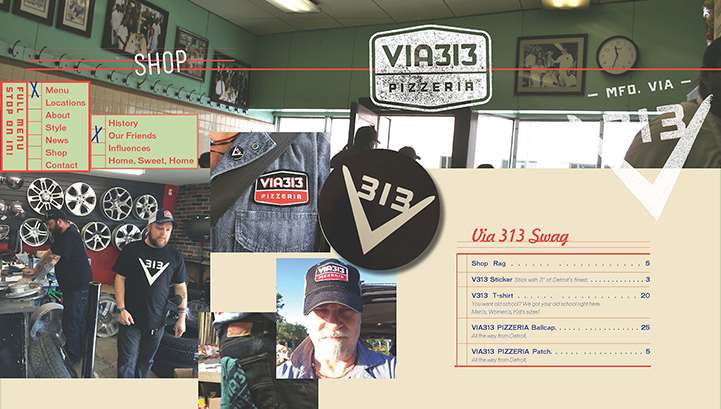 SHOP
VIA313
PIZZERIA
MFD. VIA
313
FULL MENU
STOP ON IN!
X Menu
Locations
About
Style
News
Shop
Contact
History
X Our Friends
Influences
Home, Sweet, Home
VIA313
PIZZERIA
313
313
VIA313
PIZZERIA
Via 313 Swag
Shop Rag . . . . . . . . . . . . . . . . . . . 5
V313 Sticker Stick with 3" of Detroit's finest. . . . . . . . . . . 3
V313 T-shirt . . . . . . . . . . . . . . . . . . 20
You want old school? We got your old school right here.
Men's, Women's, Kid's sizes!
VIA313 PIZZERIA Ballcap. . . . . . . . . . . . . 25
All the way from Detroit.
VIA313 PIZZERIA Patch. . . . . . . . . . . . . . 5
All the way from Detroit.